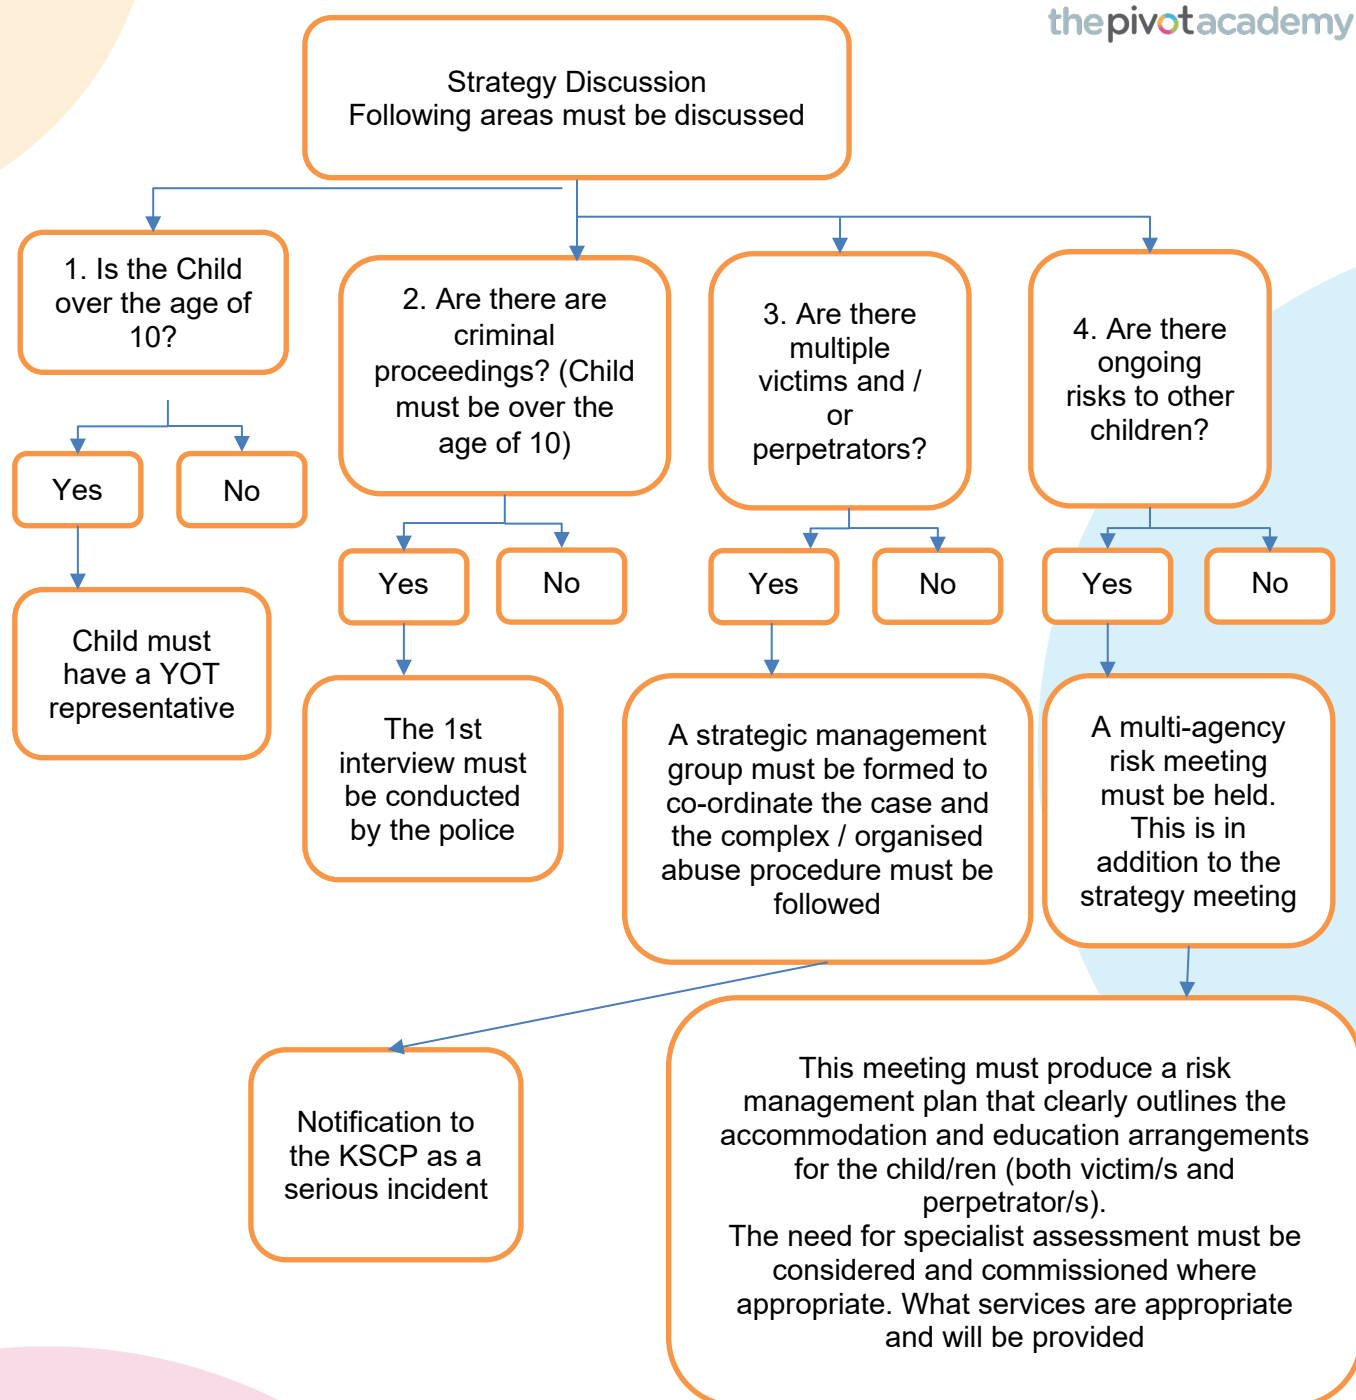 thepivotacademy
Strategy Discussion
Following areas must be discussed
1. Is the Child
over the age of
10?
2. Are there are
criminal
proceedings? (Child
must be over the
age of 10)
3. Are there
multiple
victims and /
or
perpetrators?
4. Are there
ongoing
risks to other
children?
Yes
No
Yes
No
Yes
No
Yes
No
Child must
have a YOT
representative
The 1st
interview must
be conducted
by the police
A strategic management
group must be formed to
co-ordinate the case and
the complex / organised
abuse procedure must be
followed
A multi-agency
risk meeting
must be held.
This is in
addition to the
strategy meeting
Notification to
the KSCP as a
serious incident
This meeting must produce a risk
management plan that clearly outlines the
accommodation and education arrangements
for the child/ren (both victim/s and
perpetrator/s).
The need for specialist assessment must be
considered and commissioned where
appropriate. What services are appropriate
and will be provided